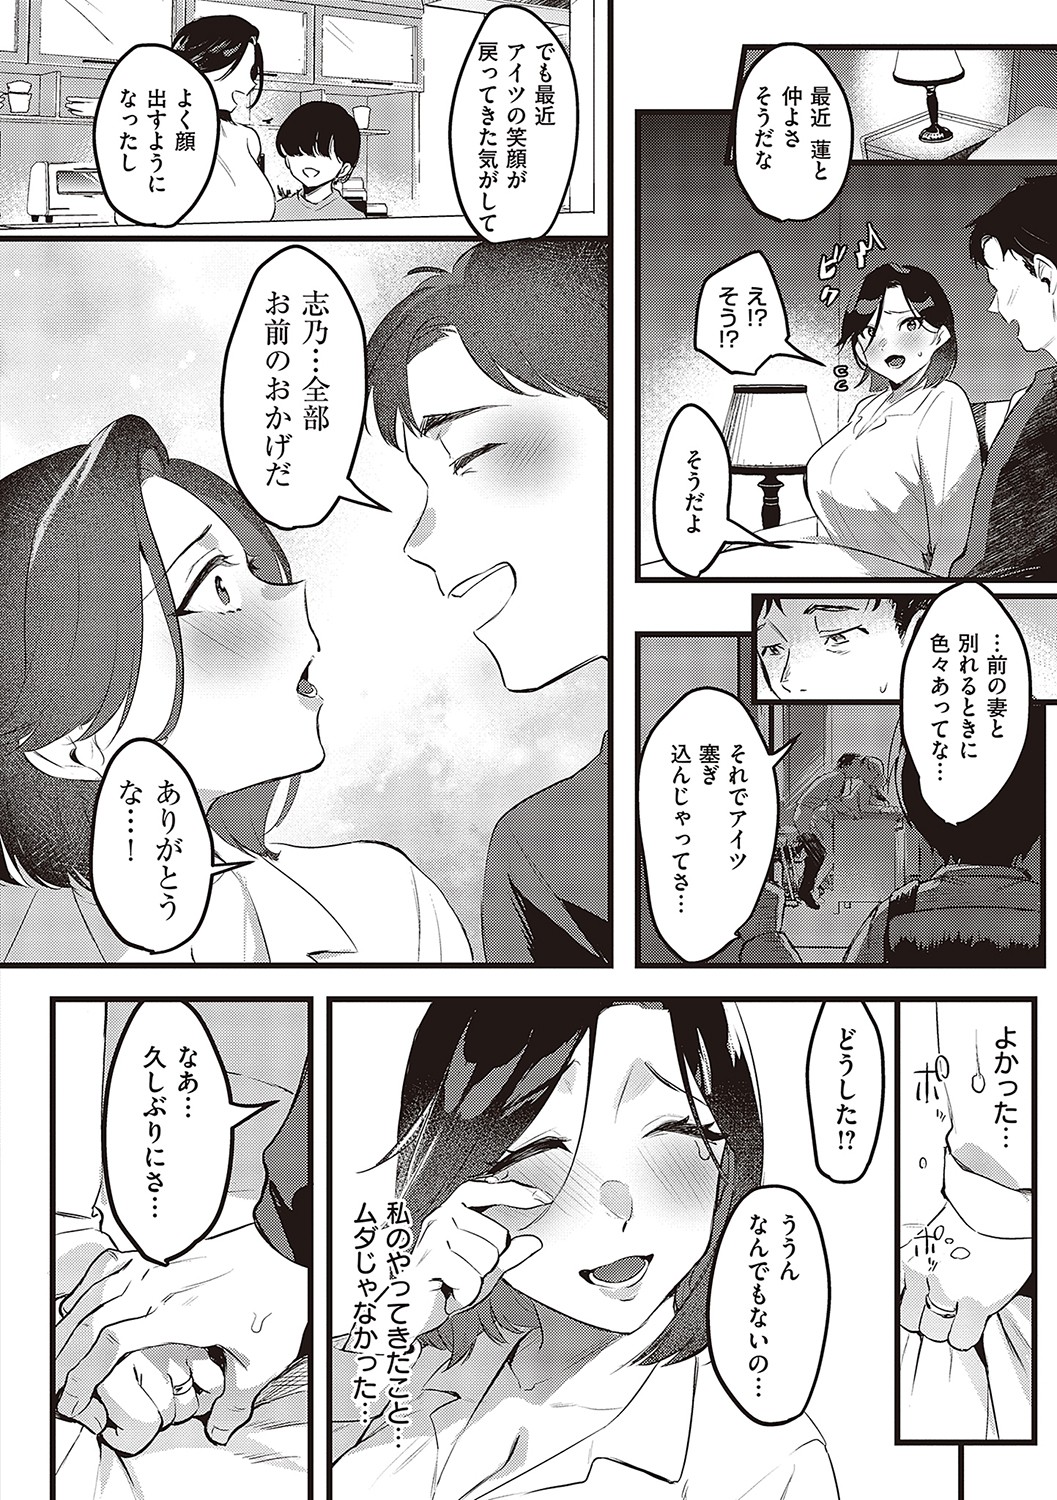 最近 蓮と
仲よさ
そうだな
ビクッ
え!?
そう!?
そうだよ
…前の妻と
別れるときに
色々あってな…
それでアイツ
塞ぎ
込んじゃってさ…
でも最近
アイツの笑顔が
戻ってきた気がして
よく顔
出すように
なったし
志乃…全部
お前のおかげだ
ありがとう
な…!
よかった…
ポ
ポ
どうした!?
ううん
なんでもないの…
私のやってきたこと…
ムダじゃなかった…
なあ…
久しぶりにさ…